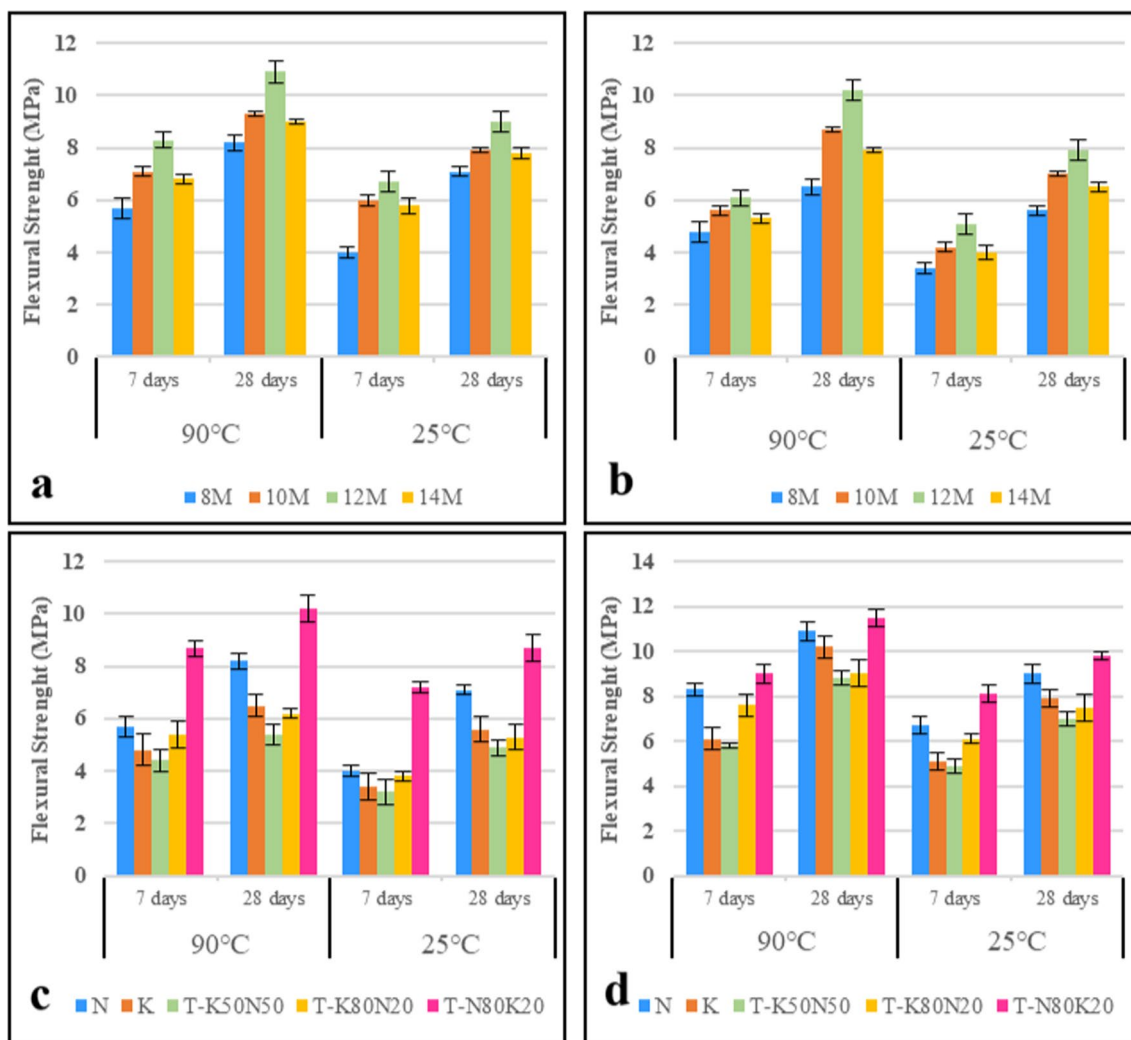 12
10
8
6
4
2
0
Flexural Strenght (MPa)
7 days 28 days 7 days 28 days
90°C 25°C
a
8M 10M 12M 14M
12
10
8
6
4
2
0
Flexural Strenght (MPa)
7 days 28 days 7 days 28 days
90°C 25°C
b
8M 10M 12M 14M
12
10
8
6
4
2
0
Flexural Strenght (MPa)
7 days 28 days 7 days 28 days
90°C 25°C
c
N K T-K50N50 T-K80N20 T-N80K20
14
12
10
8
6
4
2
0
Flexural Strenght (MPa)
7 days 28 days 7 days 28 days
90°C 25°C
d
N K T-K50N50 T-K80N20 T-N80K20